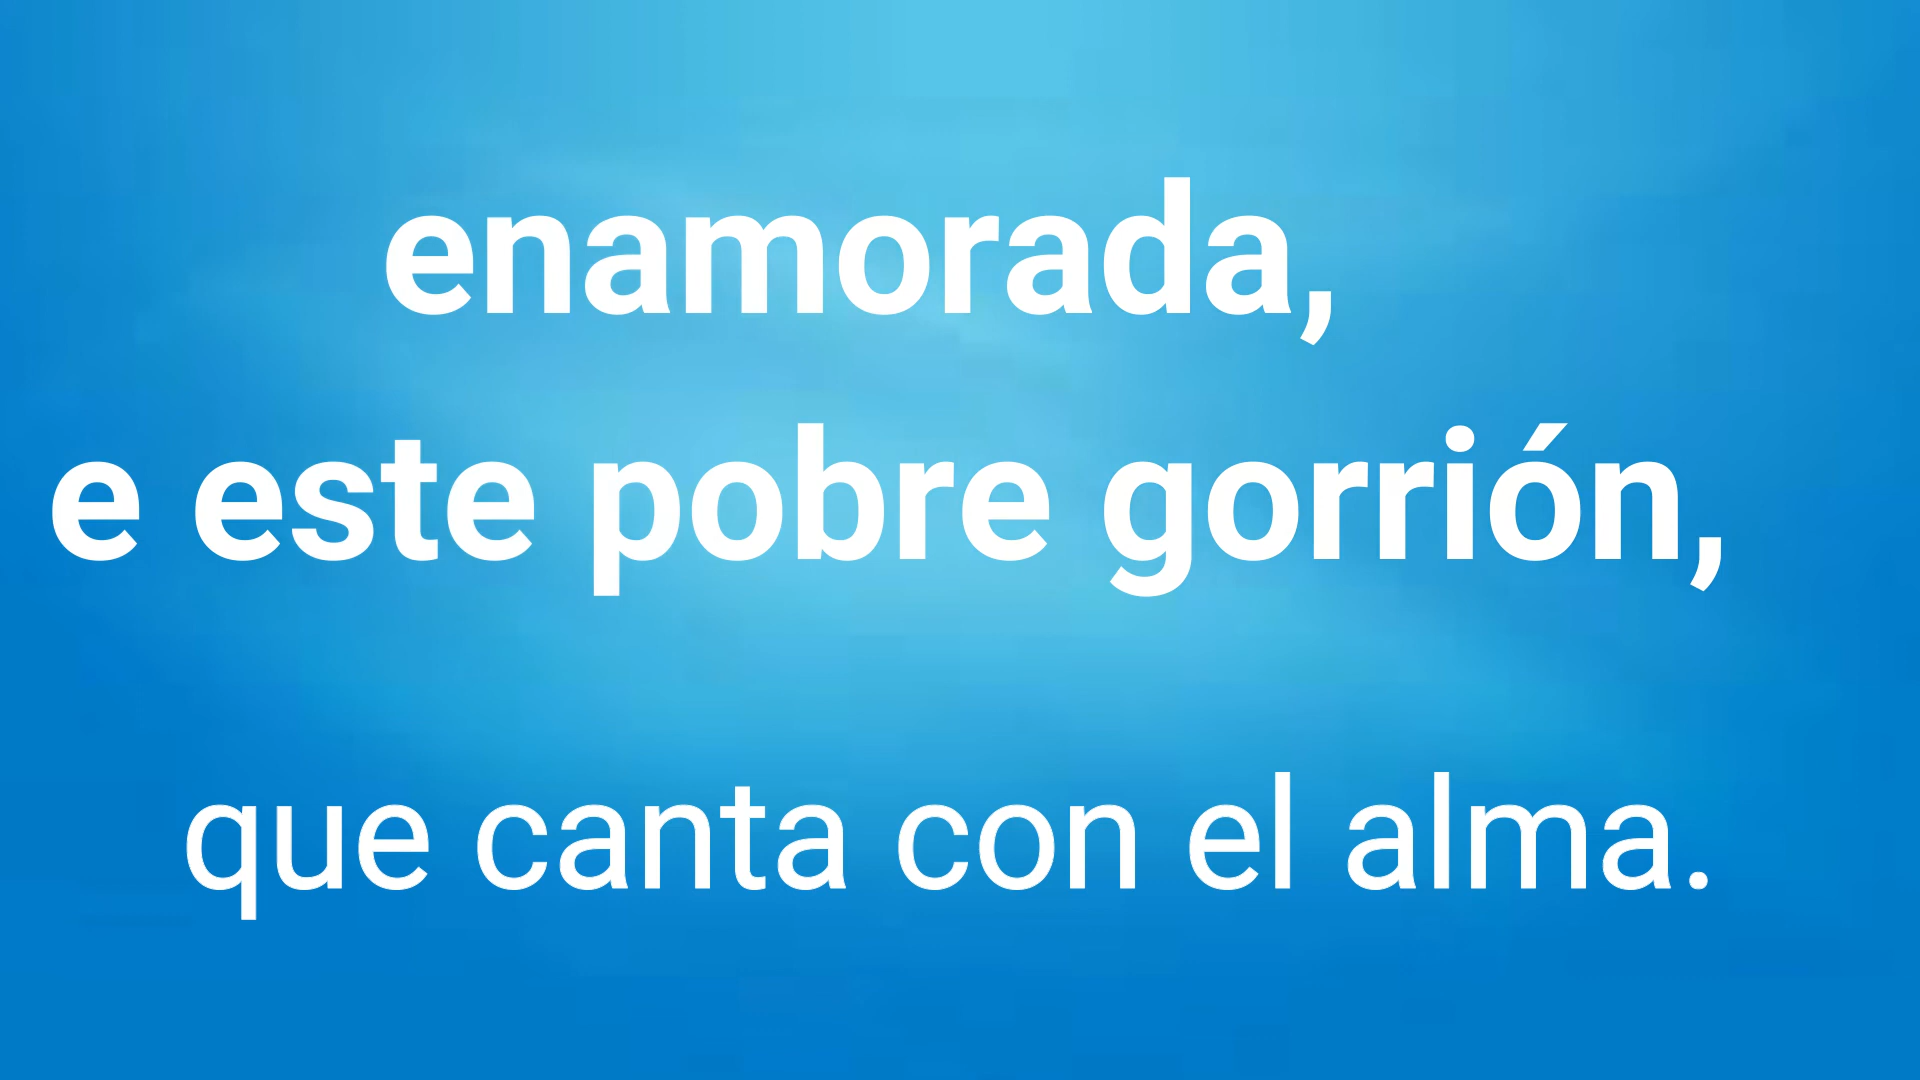 enamorada,
e este pobre gorrión,
que canta con el alma.